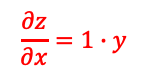 ∂z/∂x = 1 · y